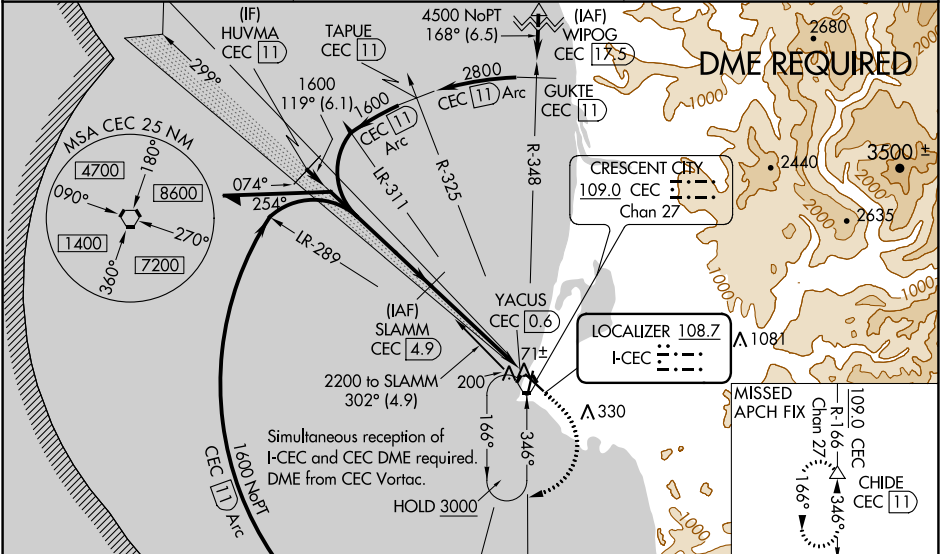 (IF)
HUVMA
CEC 11
TAPUE
CEC 11
4500 NoPT
168° (6.5)
(IAF)
WIPOG
CEC 17.5
2680
DME REQUIRED
299°
1600
119° (6.1)
1600
2800
CEC 11 Arc
CEC 11
Arc
GUKTE
CEC 11
1000
2000
1000
MSA CEC 25 NM
4700
180°
8600
090°
270°
1400
7200
360°
074°
254°
LR-311
R-325
R-348
LR-289
CRESCENT CITY
109.0 CEC
Chan 27
2440
3500 ±
2635
2000
1000
2000
1000
(IAF)
SLAMM
CEC 4.9
YACUS
CEC 0.6
LOCALIZER 108.7
I-CEC
1081
71±
200
2200 to SLAMM
302° (4.9)
330
166°
346°
Simultaneous reception of
I-CEC and CEC DME required.
DME from CEC Vortac.
HOLD 3000
1600 NoPT
CEC 11 Arc
MISSED
APCH FIX
109.0 CEC
R-166
Chan 27
CHIDE
CEC 11
166°
346°